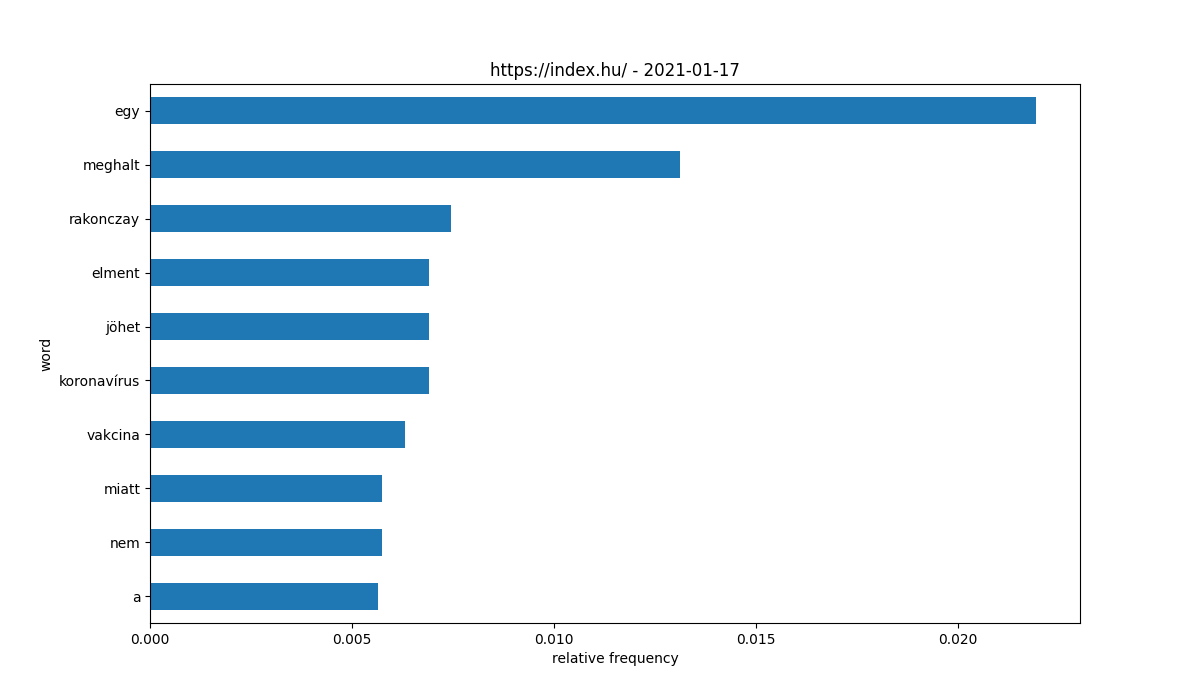 https://index.hu/ - 2021-01-17
egy
meghalt
rakonczay
elment
jöhet
koronavírus
vakcina
miatt
nem
a
word
0.000 0.005 0.010 0.015 0.020
relative frequency